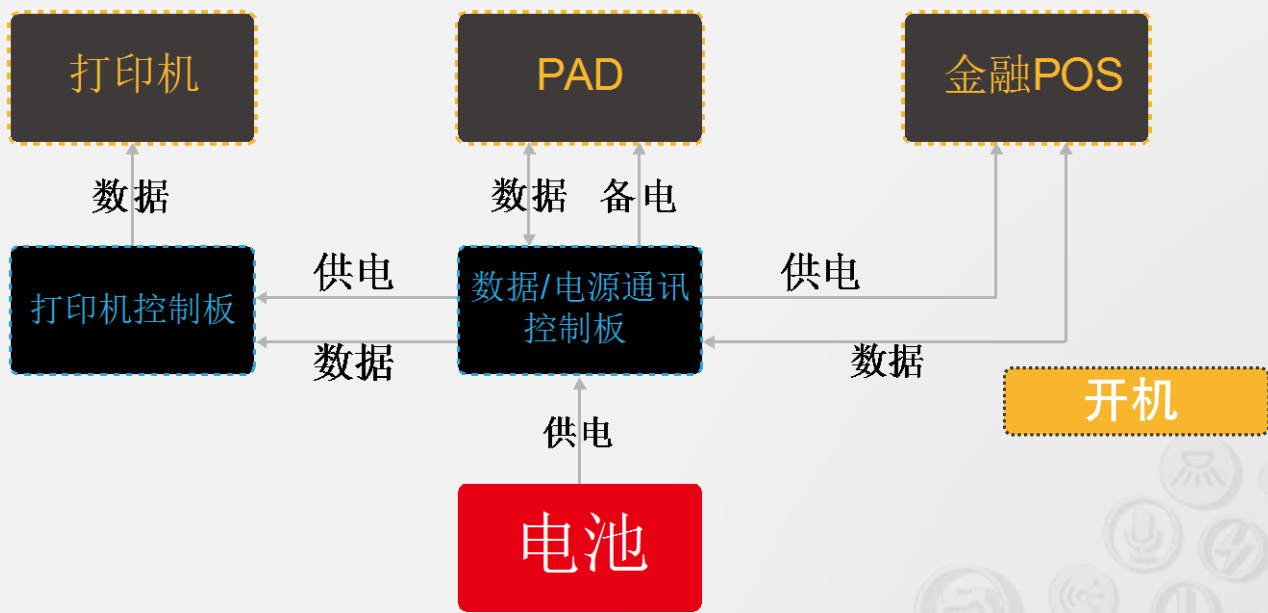 打印机
PAD
金融POS
数据
数据
备电
供电
供电
打印机控制板
数据/电源通讯
控制板
数据
数据
开机
供电
电池